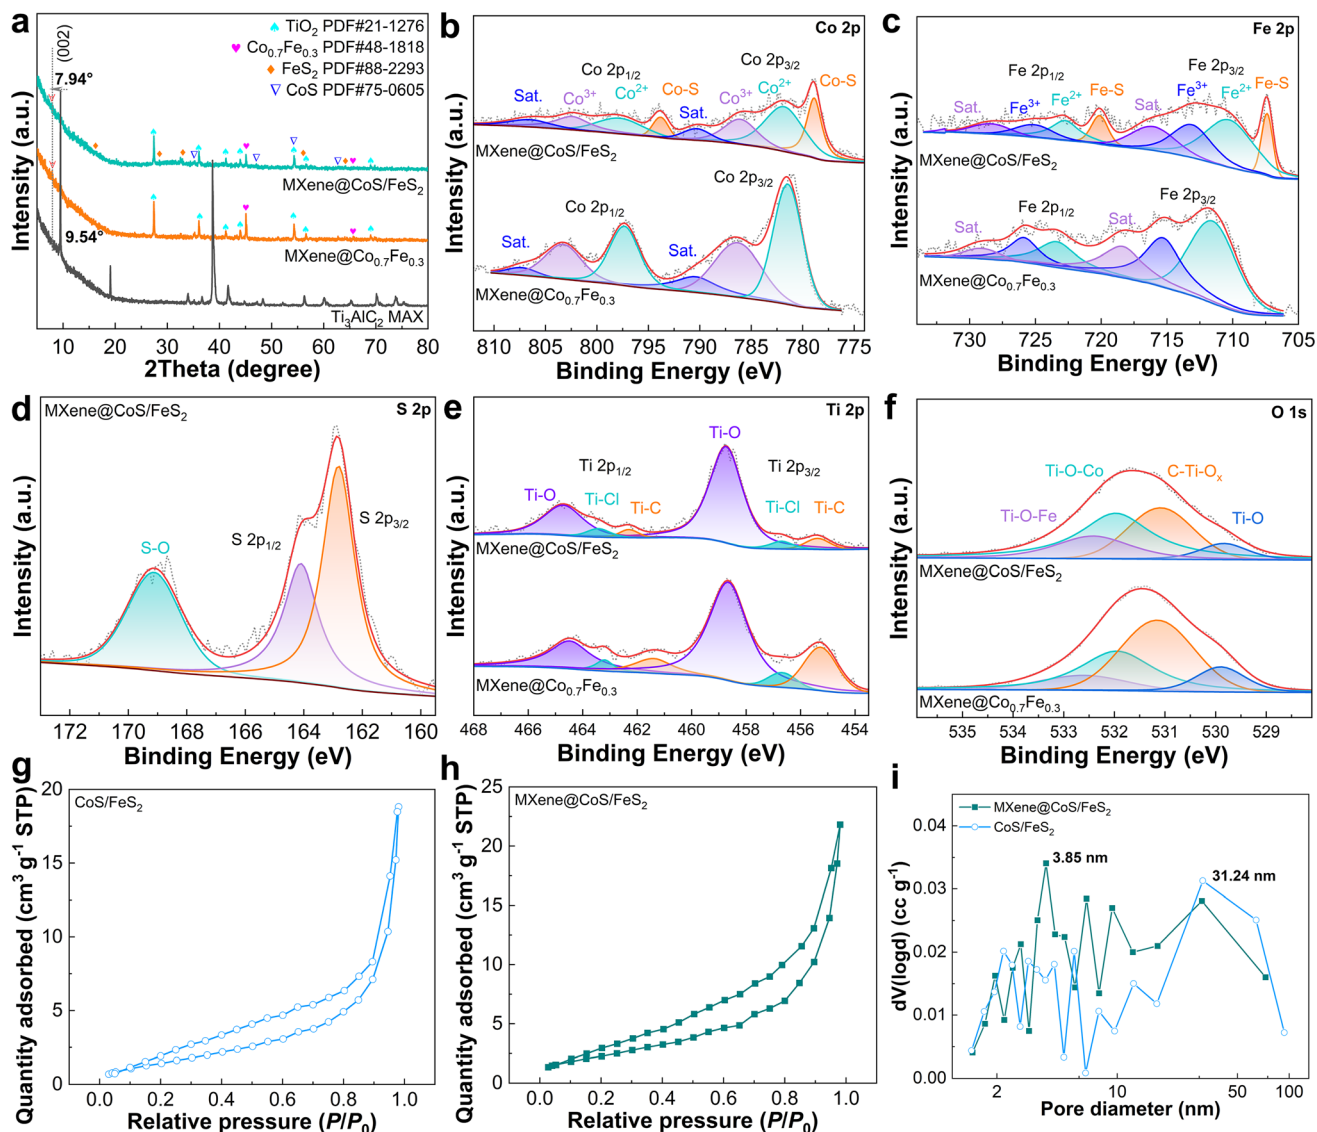 a
(002)
7.94°
9.54°
TiO₂ PDF#21-1276
Co₀.₇Fe₀.₃ PDF#48-1818
FeS₂ PDF#88-2293
CoS PDF#75-0605
MXene@CoS/FeS₂
MXene@Co₀.₇Fe₀.₃
Ti₃AlC₂ MAX
Intensity (a.u.)
10 20 30 40 50 60 70 80
2Theta (degree)
b
Co 2p
Co 2p₁/₂
Co 2p₃/₂
Sat.
Co³⁺
Co²⁺
Co-S
Sat.
Co³⁺
Co²⁺
Co-S
MXene@CoS/FeS₂
Co 2p₁/₂
Co 2p₃/₂
Sat.
Sat.
MXene@Co₀.₇Fe₀.₃
Intensity (a.u.)
810 805 800 795 790 785 780 775
Binding Energy (eV)
c
Fe 2p
Fe 2p₁/₂
Fe 2p₃/₂
Sat.
Fe³⁺
Fe²⁺
Fe-S
Sat.
Fe³⁺
Fe²⁺
Fe-S
MXene@CoS/FeS₂
Fe 2p₁/₂
Fe 2p₃/₂
Sat.
Sat.
MXene@Co₀.₇Fe₀.₃
Intensity (a.u.)
730 725 720 715 710 705
Binding Energy (eV)
d
MXene@CoS/FeS₂
S 2p
S-O
S 2p₁/₂
S 2p₃/₂
Intensity (a.u.)
172 170 168 166 164 162 160
Binding Energy (eV)
e
Ti 2p
Ti-O
Ti 2p₁/₂
Ti 2p₃/₂
Ti-O
Ti-Cl
Ti-C
Ti-Cl
Ti-C
MXene@CoS/FeS₂
MXene@Co₀.₇Fe₀.₃
Intensity (a.u.)
468 466 464 462 460 458 456 454
Binding Energy (eV)
f
O 1s
Ti-O-Co
C-Ti-Oₓ
Ti-O-Fe
Ti-O
MXene@CoS/FeS₂
MXene@Co₀.₇Fe₀.₃
Intensity (a.u.)
535 534 533 532 531 530 529
Binding Energy (eV)
g
CoS/FeS₂
Quantity adsorbed (cm³ g⁻¹ STP)
20
15
10
5
0
0.0 0.2 0.4 0.6 0.8 1.0
Relative pressure (P/P₀)
h
MXene@CoS/FeS₂
Quantity adsorbed (cm³ g⁻¹ STP)
25
20
15
10
5
0
0.0 0.2 0.4 0.6 0.8 1.0
Relative pressure (P/P₀)
i
MXene@CoS/FeS₂
CoS/FeS₂
3.85 nm
31.24 nm
dV(logd) (cc g⁻¹)
0.04
0.03
0.02
0.01
0.00
2 10 50 100
Pore diameter (nm)